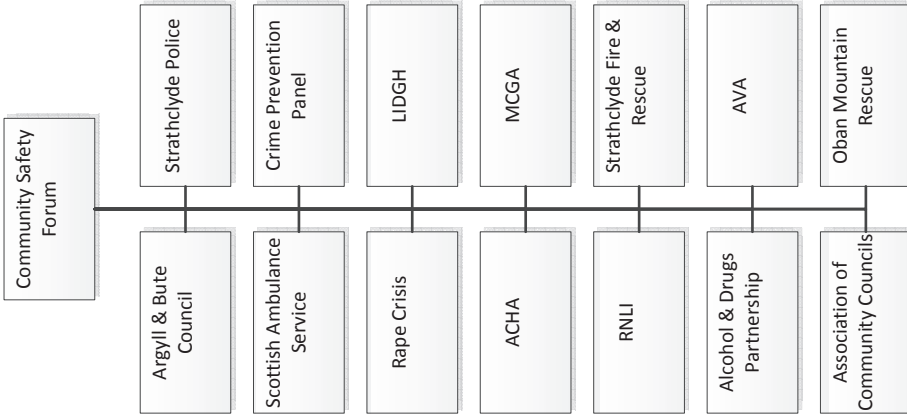 Community Safety
Forum
Argyll & Bute
Council
Strathclyde Police
Scottish Ambulance
Service
Crime Prevention
Panel
Rape Crisis
LIDGH
ACHA
MCGA
RNLI
Strathclyde Fire &
Rescue
Alcohol & Drugs
Partnership
AVA
Association of
Community Councils
Oban Mountain
Rescue